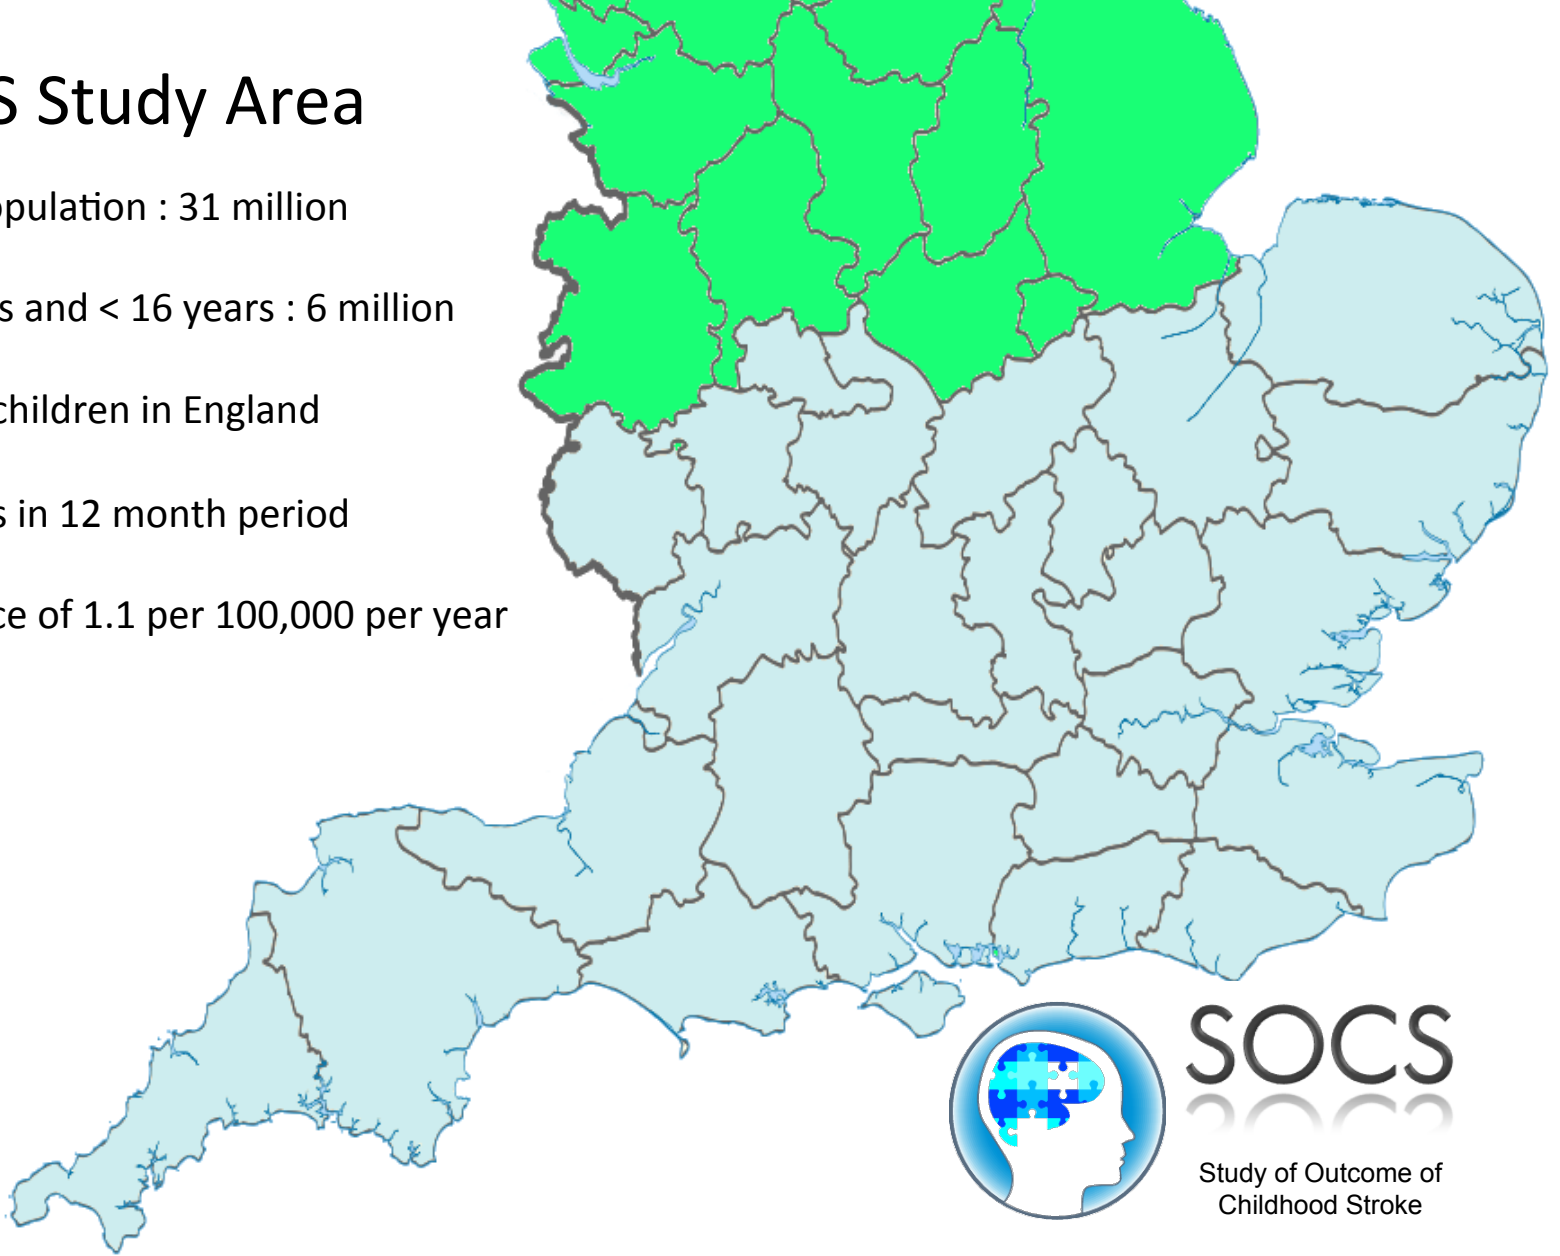 S Study Area
opulation : 31 million
s and < 16 years : 6 million
children in England
s in 12 month period
ce of 1.1 per 100,000 per year
SOCS
Study of Outcome of
Childhood Stroke